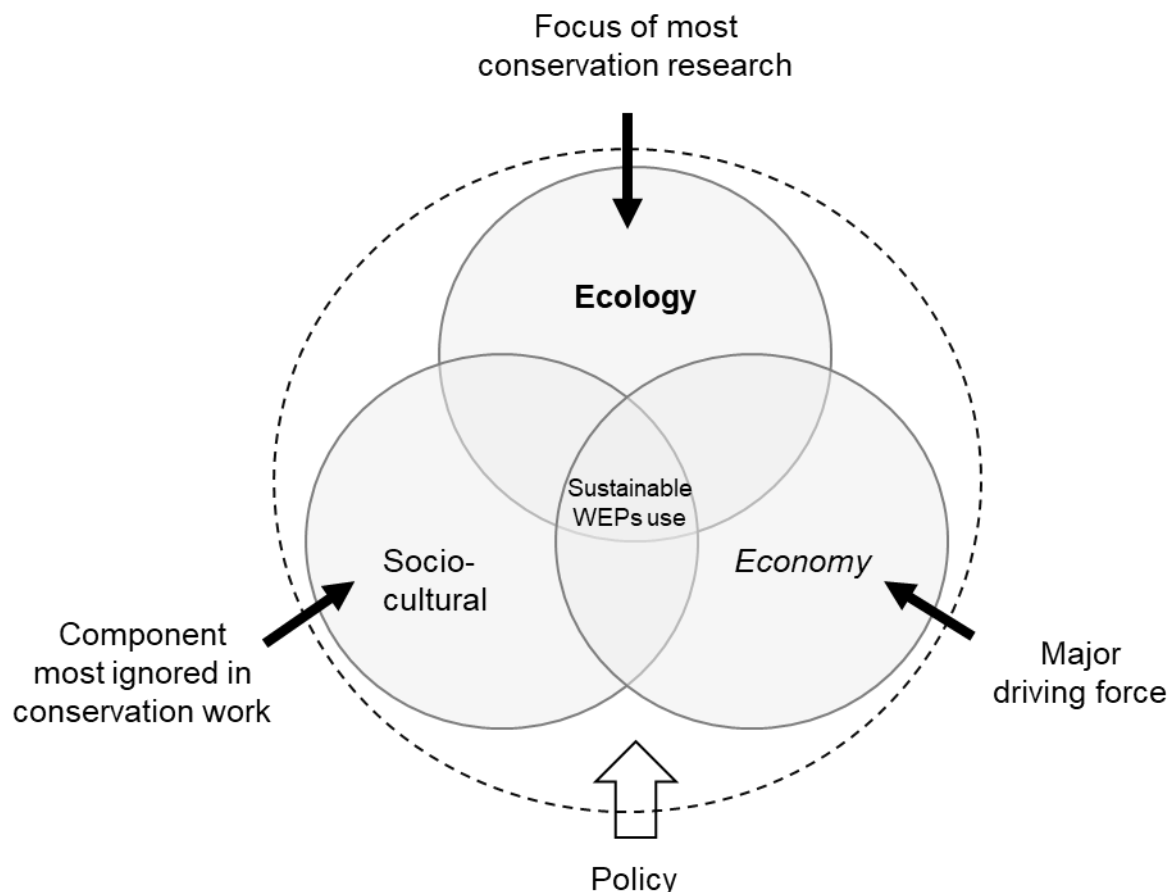 Focus of most
conservation research
Ecology
Sustainable
WEPs use
Socio-
cultural
Economy
Component
most ignored in
conservation work
Major
driving force
Policy